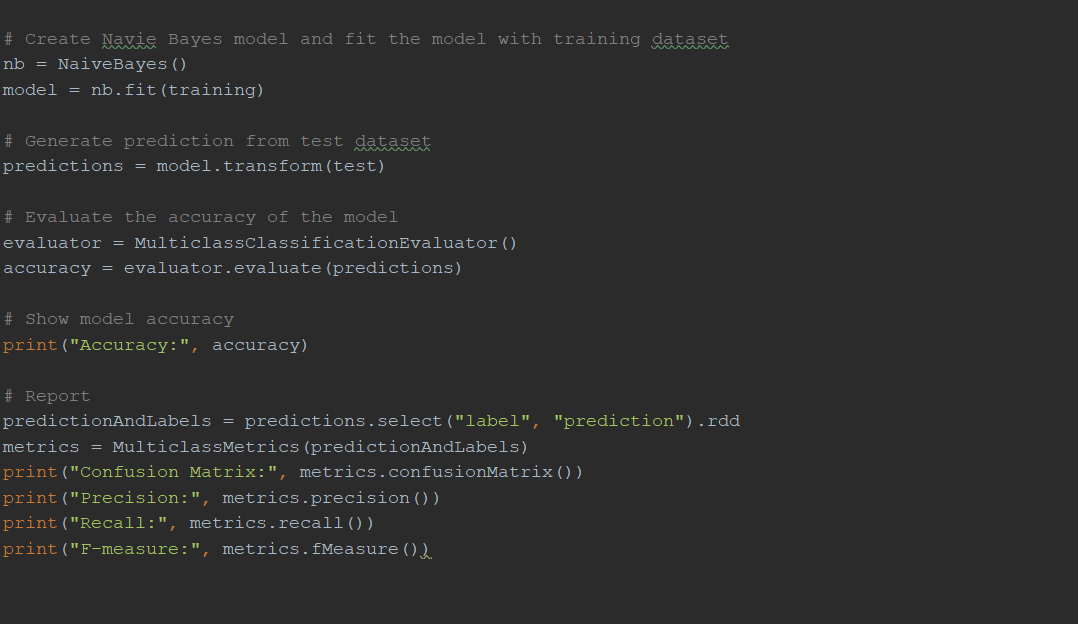 # Create Navie Bayes model and fit the model with training dataset
nb = NaiveBayes()
model = nb.fit(training)
# Generate prediction from test dataset
predictions = model.transform(test)
# Evaluate the accuracy of the model
evaluator = MulticlassClassificationEvaluator()
accuracy = evaluator.evaluate(predictions)
# Show model accuracy
print("Accuracy:", accuracy)
# Report
predictionAndLabels = predictions.select("label", "prediction").rdd
metrics = MulticlassMetrics(predictionAndLabels)
print("Confusion Matrix:", metrics.confusionMatrix())
print("Precision:", metrics.precision())
print("Recall:", metrics.recall())
print("F-measure:", metrics.fMeasure())